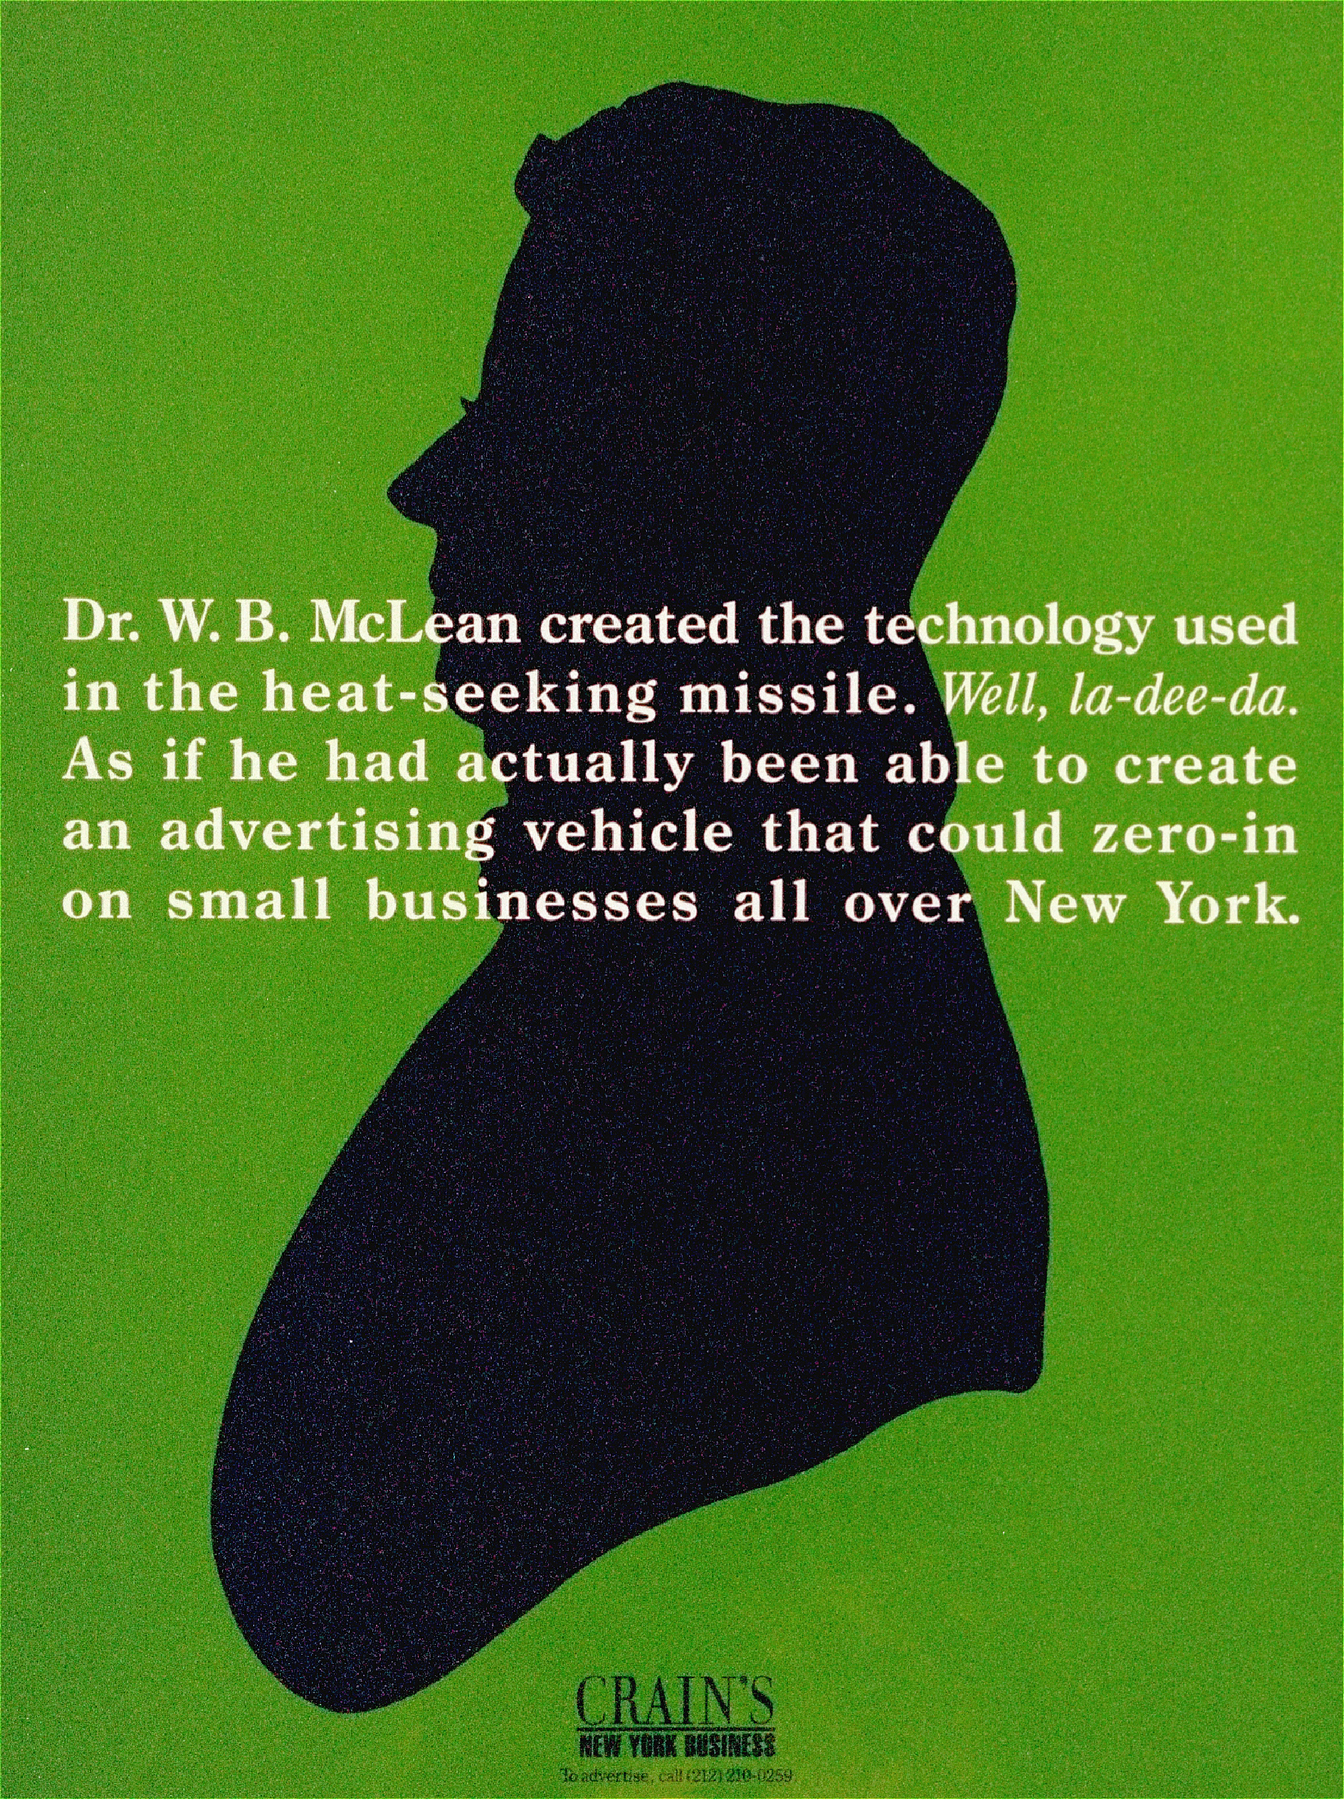 Dr. W. B. McLean created the technology used
in the heat-seeking missile. Well, la-dee-da.
As if he had actually been able to create
an advertising vehicle that could zero-in
on small businesses all over New York.
CRAIN'S
NEW YORK BUSINESS
To advertise, call (212) 210-0259